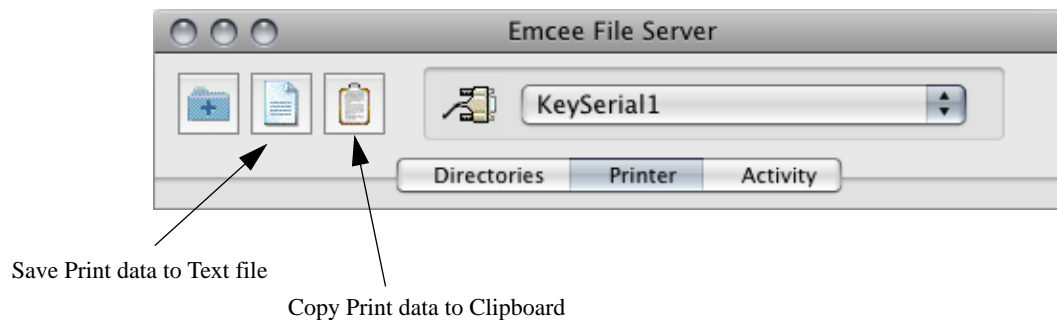 Emcee File Server
KeySerial1
Directories Printer Activity
Save Print data to Text file
Copy Print data to Clipboard